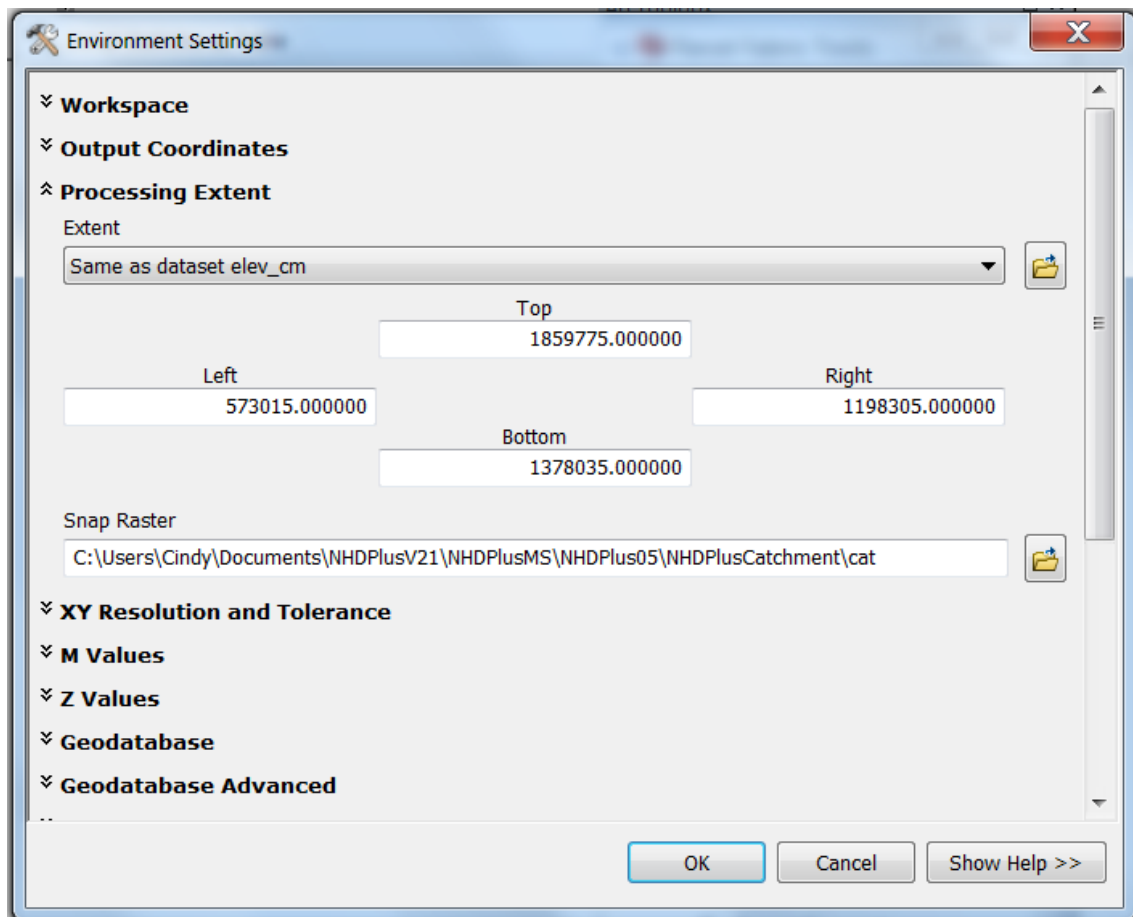 Environment Settings
Workspace
Output Coordinates
Processing Extent
Extent
Same as dataset elev_cm
Top
1859775.000000
Left
Right
573015.000000
1198305.000000
Bottom
1378035.000000
Snap Raster
C:\Users\Cindy\Documents\NHDPlusV21\NHDPlusMS\NHDPlus05\NHDPlusCatchment\cat
XY Resolution and Tolerance
M Values
Z Values
Geodatabase
Geodatabase Advanced
OK
Cancel
Show Help >>